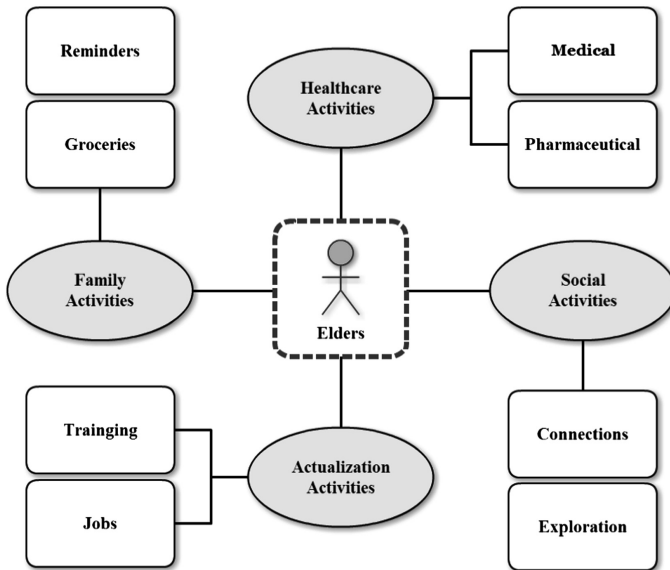 Reminders
Groceries
Healthcare
Activities
Medical
Pharmaceutical
Family
Activities
Elders
Social
Activities
Trainging
Jobs
Actualization
Activities
Connections
Exploration